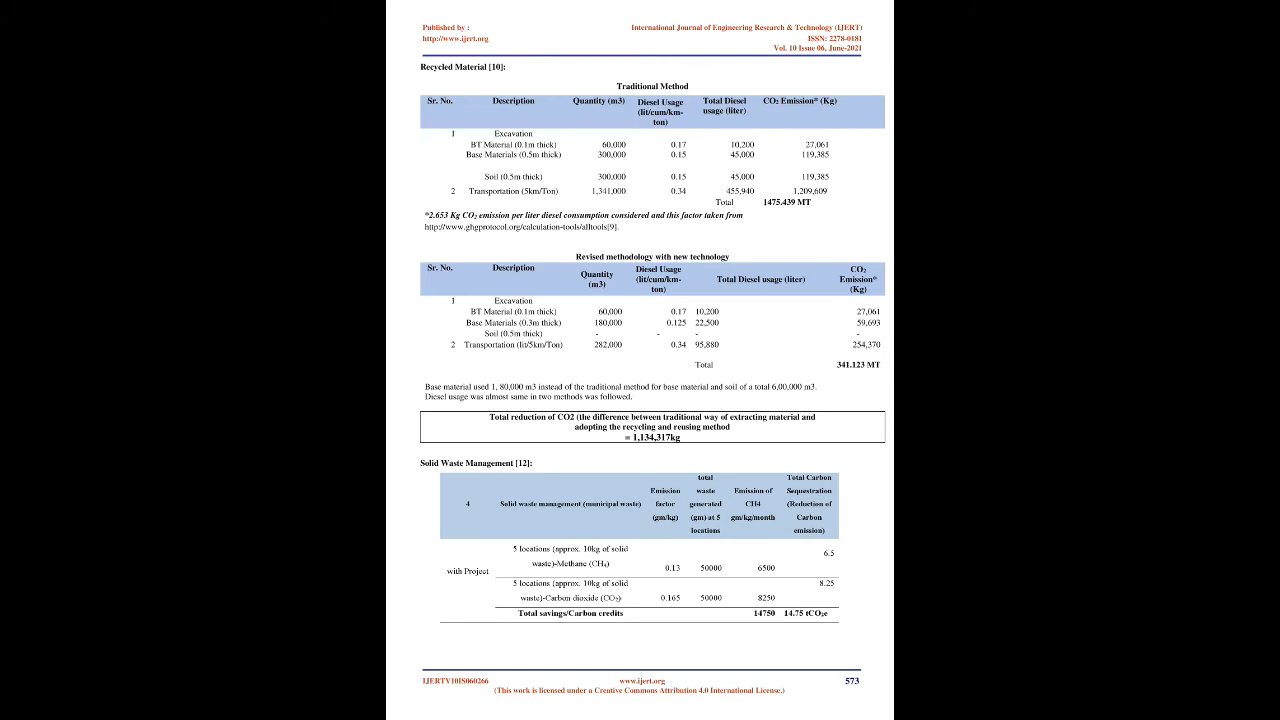 Published by :
http://www.ijert.org
International Journal of Engineering Research & Technology (IJERT)
ISSN: 2278-0181
Vol. 10 Issue 06, June-2021
Recycled Material [10]:
Traditional Method
Sr. No. Description Quantity (m3) Diesel Usage (lit/cum/km-ton) Total Diesel usage (liter) CO2 Emission* (Kg)
1 Excavation
BT Material (0.1m thick) 60,000 0.17 10,200 27,061
Base Materials (0.5m thick) 300,000 0.15 45,000 119,385
Soil (0.5m thick) 300,000 0.15 45,000 119,385
2 Transportation (5km/Ton) 1,341,000 0.34 455,940 1,209,609
Total 1475.439 MT
*2.653 Kg CO2 emission per liter diesel consumption considered and this factor taken from
http://www.ghgprotocol.org/calculation-tools/alltools[9].
Revised methodology with new technology
Sr. No. Description Quantity (m3) Diesel Usage (lit/cum/km-ton) Total Diesel usage (liter) CO2 Emission* (Kg)
1 Excavation
BT Material (0.1m thick) 60,000 0.17 10,200 27,061
Base Materials (0.3m thick) 180,000 0.125 22,500 59,693
Soil (0.5m thick) - - - -
2 Transportation (lit/5km/Ton) 282,000 0.34 95,880 254,370
Total 341.123 MT
Base material used 1, 80,000 m3 instead of the traditional method for base material and soil of a total 6,00,000 m3.
Diesel usage was almost same in two methods was followed.
Total reduction of CO2 (the difference between traditional way of extracting material and
adopting the recycling and reusing method
= 1,134,317kg
Solid Waste Management [12]:
4 Solid waste management (municipal waste) Emission factor (gm/kg) total waste generated (gm) at 5 locations Emission of CH4 gm/kg/month Total Carbon Sequestration (Reduction of Carbon emission)
with Project
5 locations (approx. 10kg of solid
waste)-Methane (CH4) 0.13 50000 6500 6.5
5 locations (approx. 10kg of solid
waste)-Carbon dioxide (CO2) 0.165 50000 8250 8.25
Total savings/Carbon credits 14750 14.75 tCO2e
IJERTV10IS060266
www.ijert.org
573
(This work is licensed under a Creative Commons Attribution 4.0 International License.)